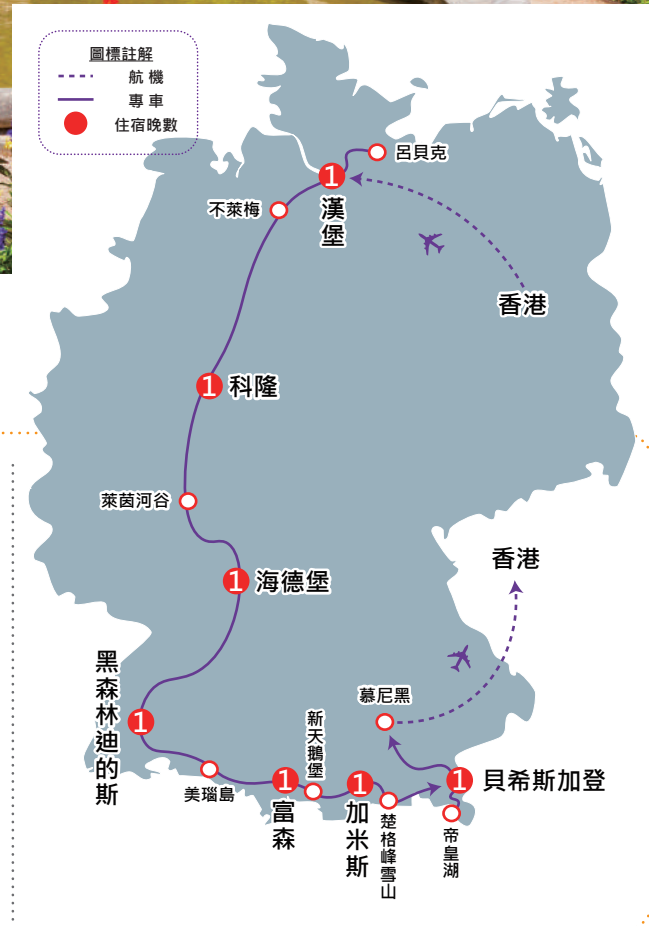 圖標註解
航機
專車
1 住宿晚數
呂貝克
1
漢堡
不萊梅
香港
1 科隆
萊茵河谷
1 海德堡
香港
黑森林迪的斯
1
慕尼黑
新天鵝堡
美瑙島
1
富森
1
加米斯
楚格峰雪山
1 貝希斯加登
帝皇湖